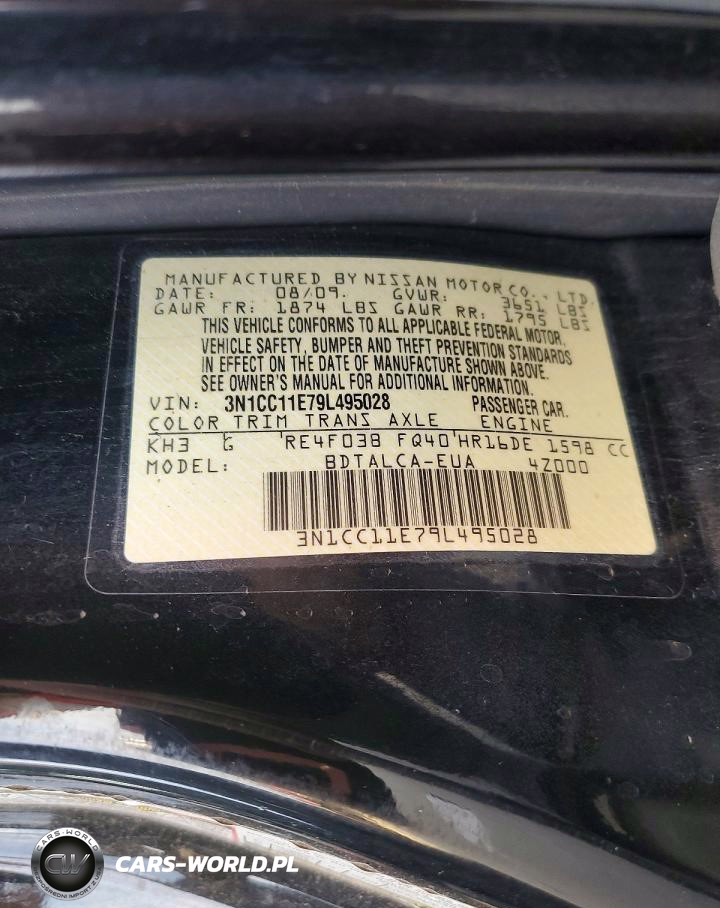 MANUFACTURED BY NISSAN MOTOR CO., LTD.
DATE: 08/09. GVWR: 3651 LBS
GAWR FR: 1874 LBS GAWR RR: 1795 LBS
THIS VEHICLE CONFORMS TO ALL APPLICABLE FEDERAL MOTOR.
VEHICLE SAFETY, BUMPER AND THEFT PREVENTION STANDARDS
IN EFFECT ON THE DATE OF MANUFACTURE SHOWN ABOVE.
SEE OWNER'S MANUAL FOR ADDITIONAL INFORMATION.
VIN: 3N1CC11E79L495028 PASSENGER CAR.
COLOR TRIM TRANS AXLE ENGINE
KH3 G RE4F03B FQ40 HR16DE 1598 CC
MODEL: BDTALCA-EUA 4Z000
3N1CC11E79L495028
CARS-WORLD
CW
CARS-WORLD.PL